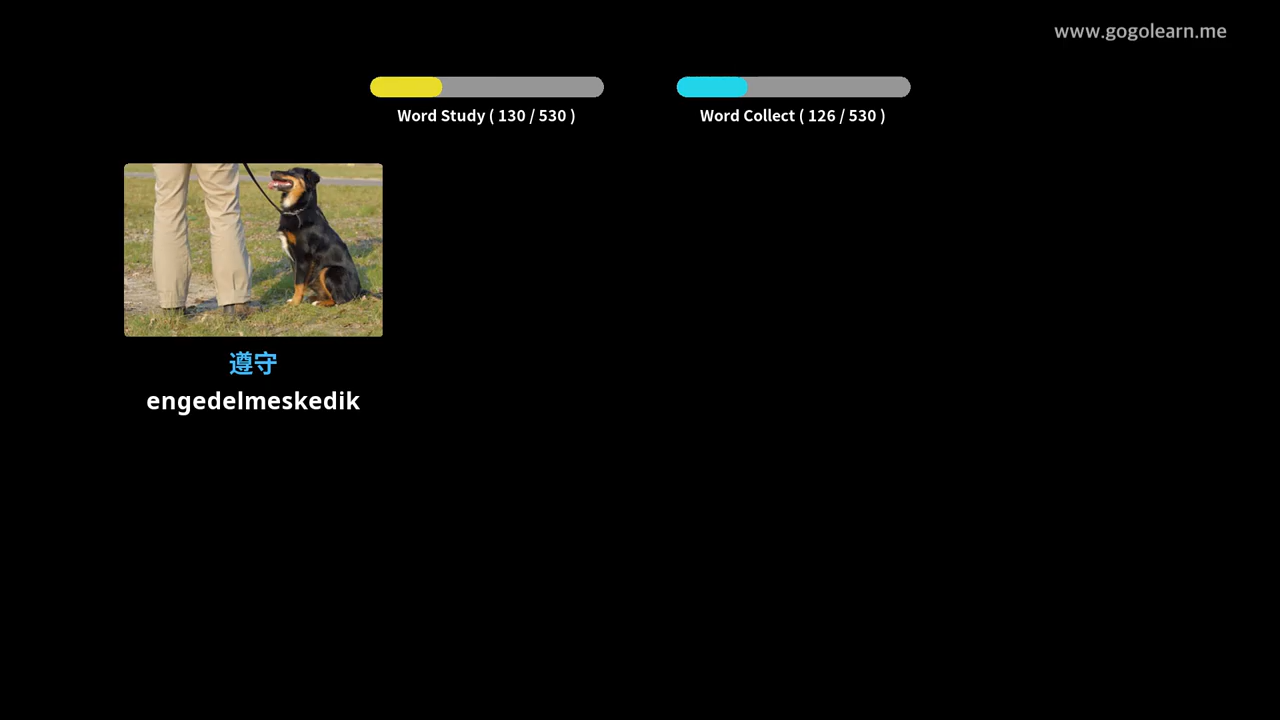 www.gogolearn.me
Word Study ( 130 / 530 )
Word Collect ( 126 / 530 )
遵守
engedelmeskedik